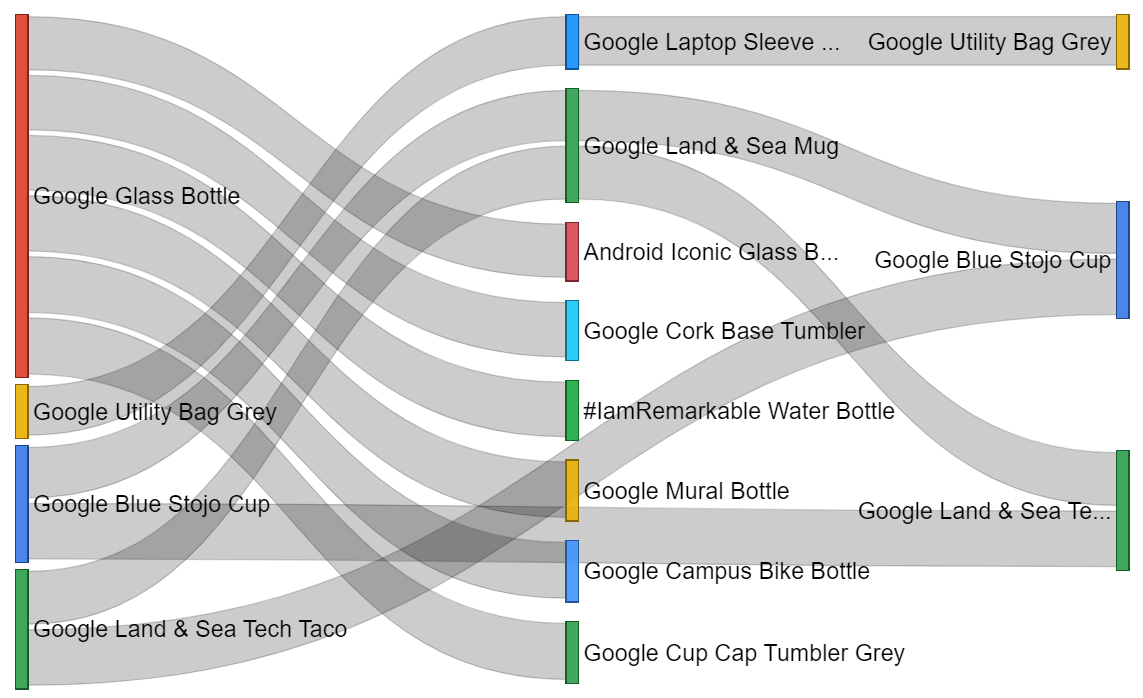 Google Glass Bottle
Google Utility Bag Grey
Google Blue Stojo Cup
Google Land & Sea Tech Taco
Google Laptop Sleeve ...
Google Land & Sea Mug
Android Iconic Glass B...
Google Cork Base Tumbler
#IamRemarkable Water Bottle
Google Mural Bottle
Google Campus Bike Bottle
Google Cup Cap Tumbler Grey
Google Utility Bag Grey
Google Blue Stojo Cup
Google Land & Sea Te...